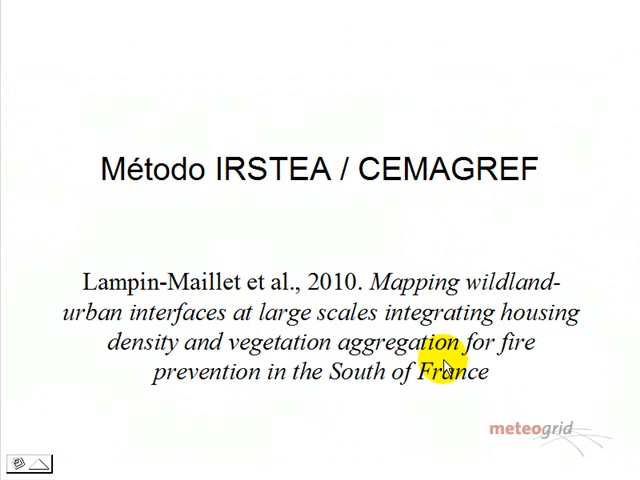 Método IRSTEA / CEMAGREF
Lampin-Maillet et al., 2010. Mapping wildland-
urban interfaces at large scales integrating housing
density and vegetation aggregation for fire
prevention in the South of France
meteogrid